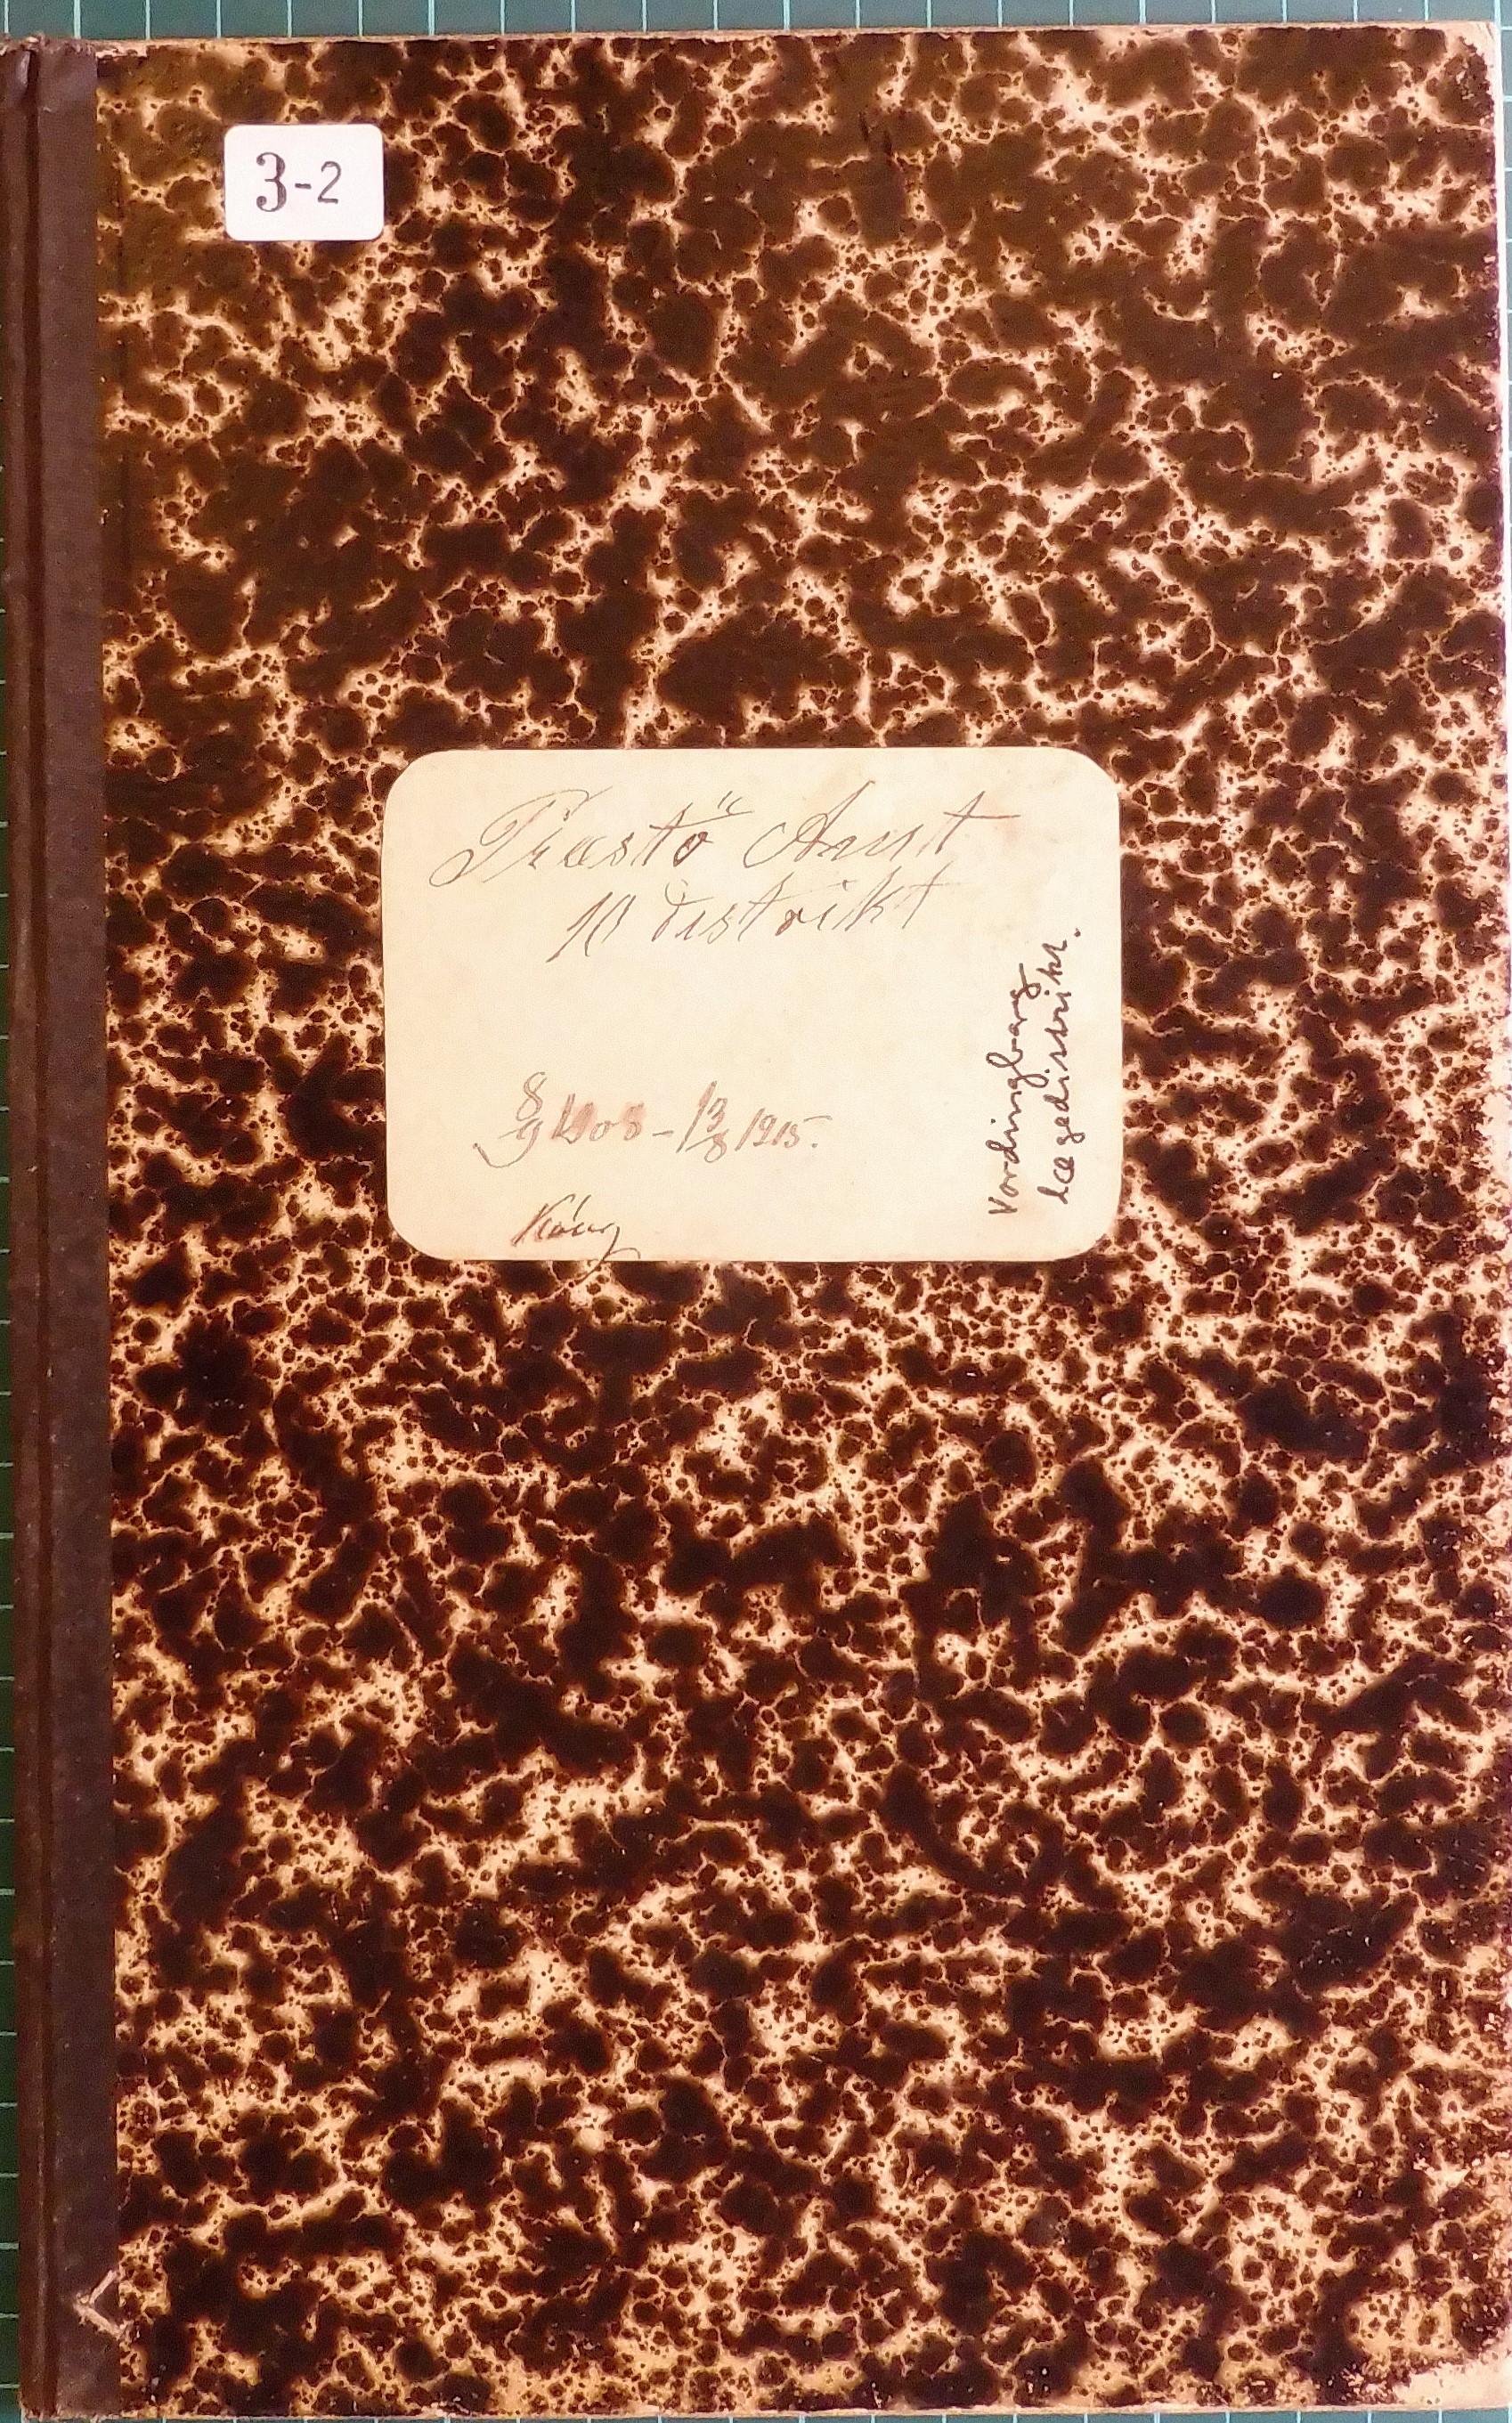 3-2
Præstö Amt
10 distrikt
8/9 1908 - 13/8 1915.
Vordingborg
lægedistrikt.